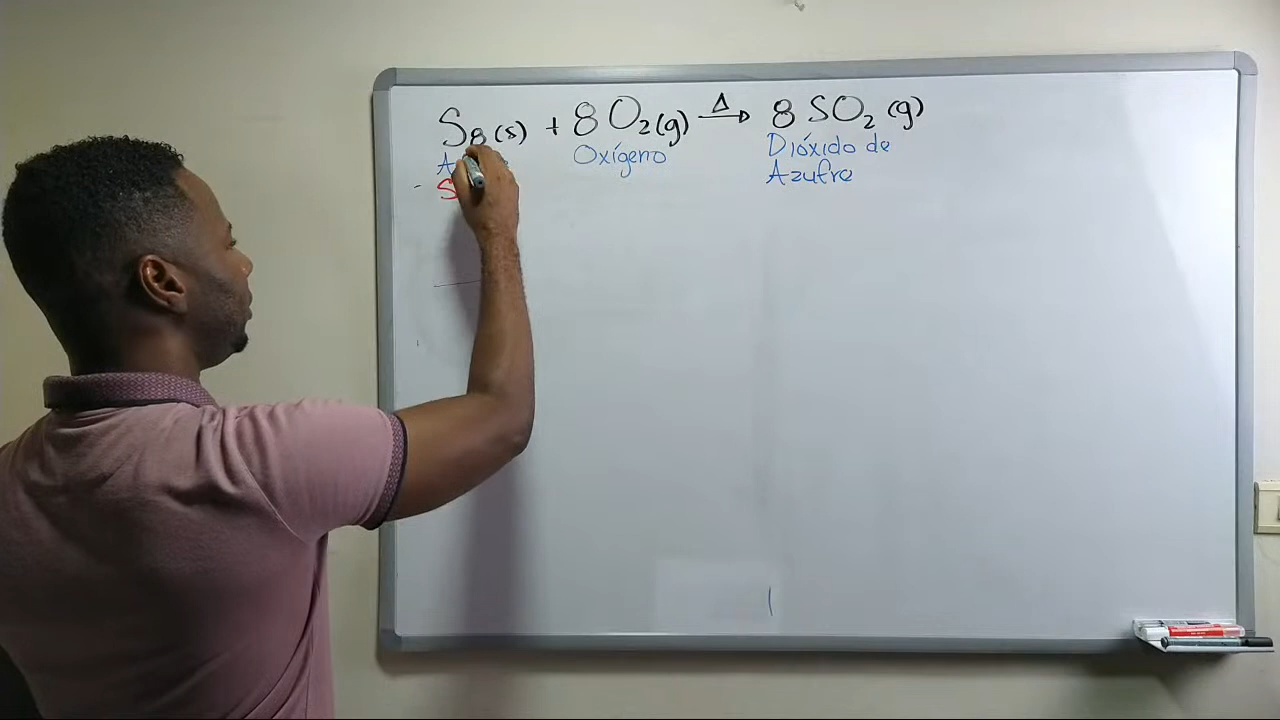 S₈(s) + 8 O₂(g) Δ→ 8 SO₂(g)
Oxígeno
Dióxido de
Azufre